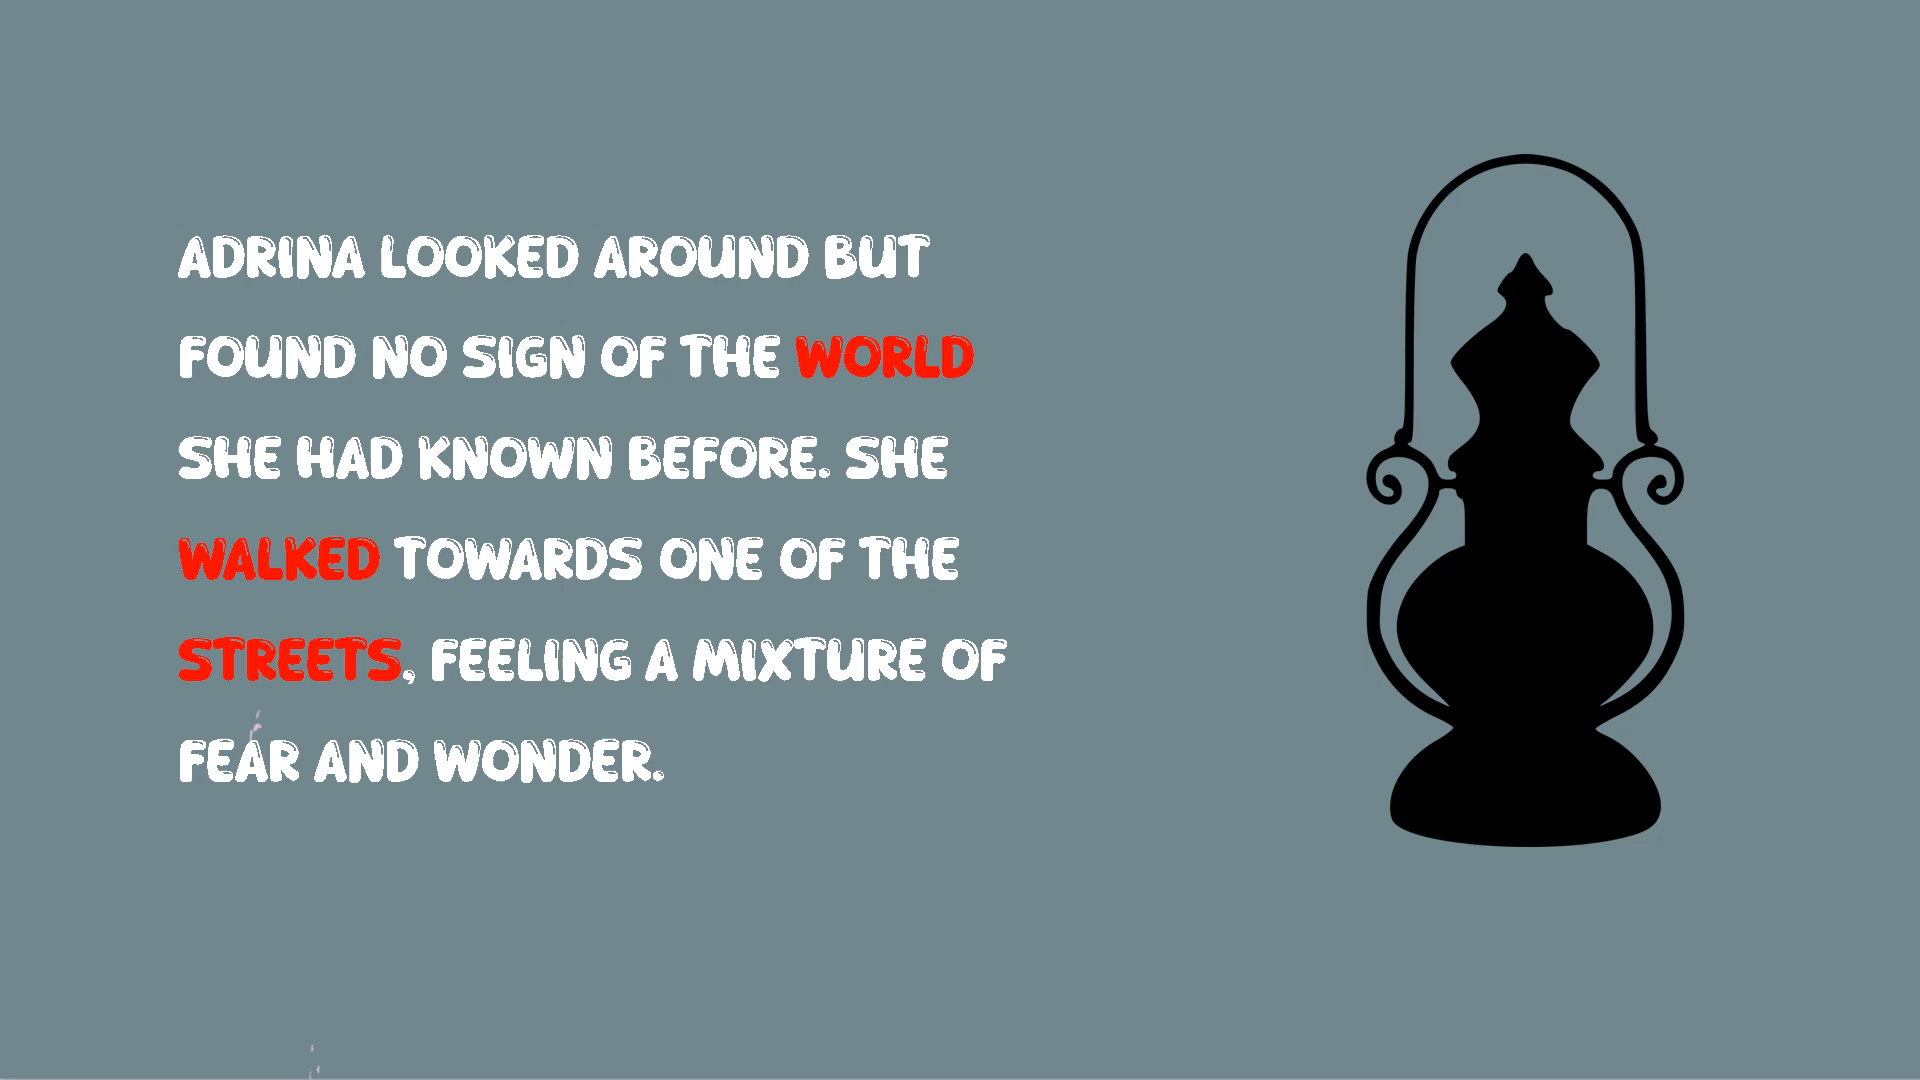 ADRINA LOOKED AROUND BUT
FOUND NO SIGN OF THE WORLD
SHE HAD KNOWN BEFORE. SHE
WALKED TOWARDS ONE OF THE
STREETS, FEELING A MIXTURE OF
FEAR AND WONDER.